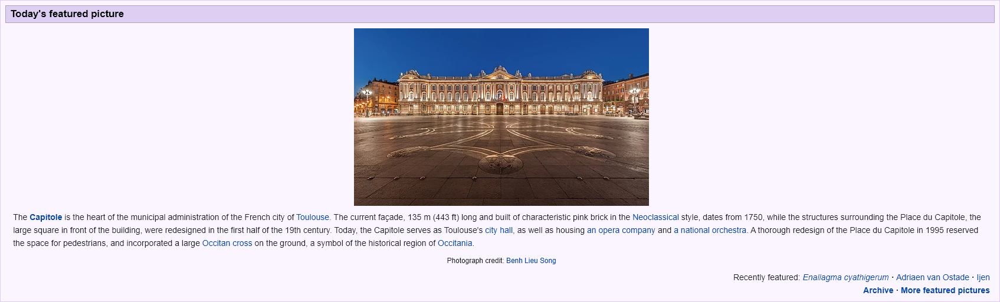 Today's featured picture
The Capitole is the heart of the municipal administration of the French city of Toulouse. The current façade, 135 m (443 ft) long and built of characteristic pink brick in the Neoclassical style, dates from 1750, while the structures surrounding the Place du Capitole, the
large square in front of the building, were redesigned in the first half of the 19th century. Today, the Capitole serves as Toulouse's city hall, as well as housing an opera company and a national orchestra. A thorough redesign of the Place du Capitole in 1995 reserved
the space for pedestrians, and incorporated a large Occitan cross on the ground, a symbol of the historical region of Occitania.
Photograph credit: Benh Lieu Song
Recently featured: Enallagma cyathigerum · Adriaen van Ostade · Ijen
Archive · More featured pictures